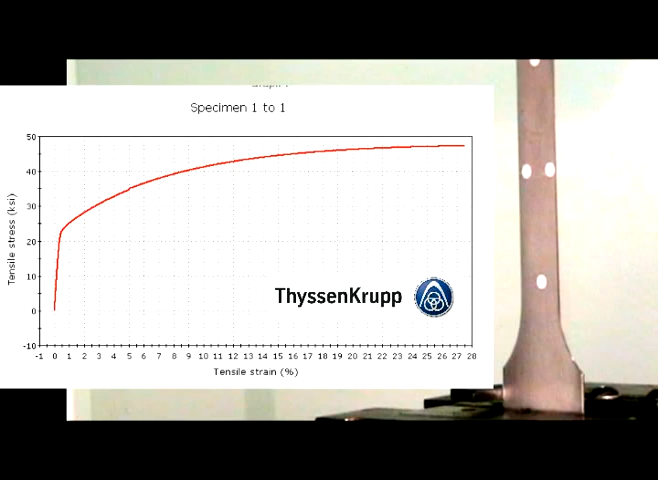 Specimen 1 to 1
50
40
30
20
10
0
-10
Tensile stress (ksi)
ThyssenKrupp
-1 0 1 2 3 4 5 6 7 8 9 10 11 12 13 14 15 16 17 18 19 20 21 22 23 24 25 26 27 28
Tensile strain (%)